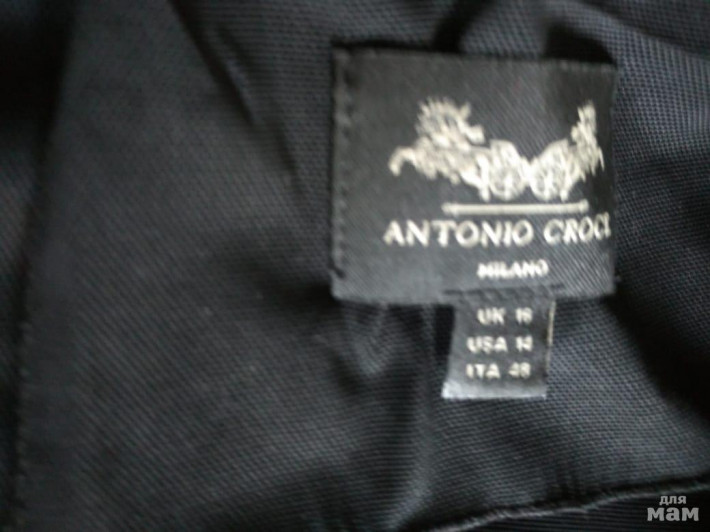 ANTONIO CROCI
MILANO
UK 16
USA 14
ITA 48
для
мам